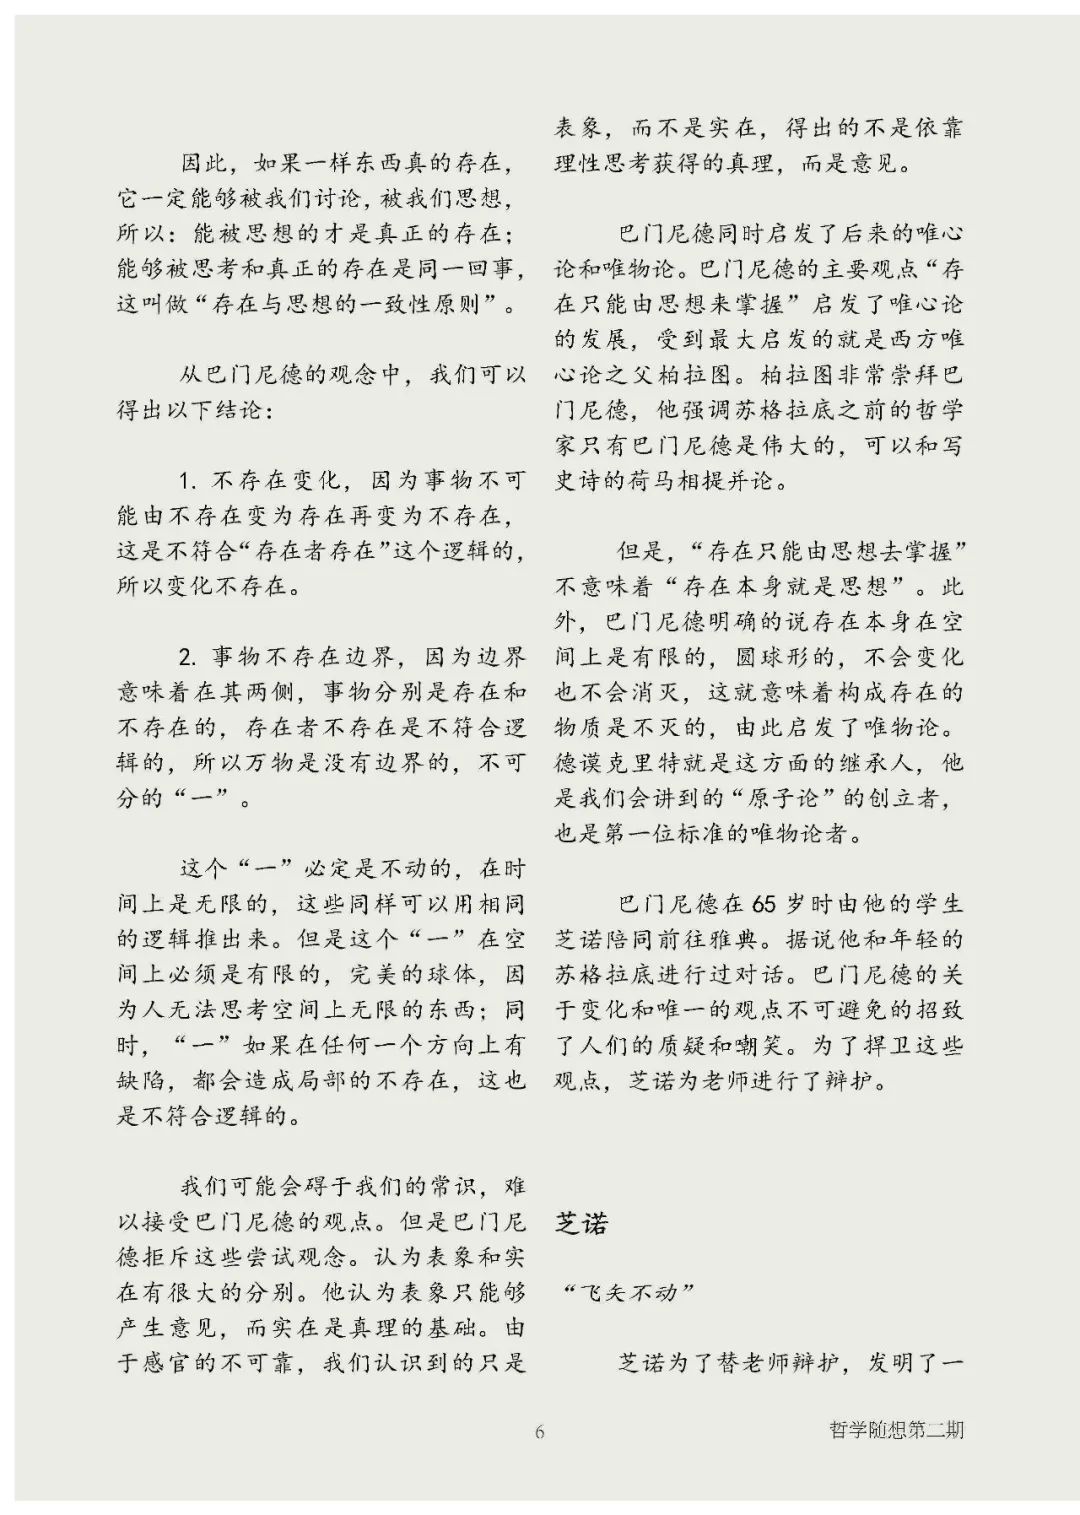 因此，如果一样东西真的存在，
它一定能够被我们讨论，被我们思想，
所以：能被思想的才是真正的存在；
能够被思考和真正的存在是同一回事，
这叫做“存在与思想的一致性原则”。
从巴门尼德的观念中，我们可以
得出以下结论：
1. 不存在变化，因为事物不可
能由不存在变为存在再变为不存在，
这是不符合“存在者存在”这个逻辑的，
所以变化不存在。
2. 事物不存在边界，因为边界
意味着在其两侧，事物分别是存在和
不存在的，存在者不存在是不符合逻
辑的，所以万物是没有边界的，不可
分的“一”。
这个“一”必定是不动的，在时
间上是无限的，这些同样可以用相同
的逻辑推出来。但是这个“一”在空
间上必须是有限的，完美的球体，因
为人无法思考空间上无限的东西；同
时，“一”如果在任何一个方向上有
缺陷，都会造成局部的不存在，这也
是不符合逻辑的。
我们可能会碍于我们的常识，难
以接受巴门尼德的观点。但是巴门尼
德拒斥这些尝试观念。认为表象和实
在有很大的分别。他认为表象只能够
产生意见，而实在是真理的基础。由
于感官的不可靠，我们认识到的只是
表象，而不是实在，得出的不是依靠
理性思考获得的真理，而是意见。
巴门尼德同时启发了后来的唯心
论和唯物论。巴门尼德的主要观点“存
在只能由思想来掌握”启发了唯心论
的发展，受到最大启发的就是西方唯
心论之父柏拉图。柏拉图非常崇拜巴
门尼德，他强调苏格拉底之前的哲学
家只有巴门尼德是伟大的，可以和写
史诗的荷马相提并论。
但是，“存在只能由思想去掌握”
不意味着“存在本身就是思想”。此
外，巴门尼德明确的说存在本身在空
间上是有限的，圆球形的，不会变化
也不会消灭，这就意味着构成存在的
物质是不灭的，由此启发了唯物论。
德谟克里特就是这方面的继承人，他
是我们会讲到的“原子论”的创立者，
也是第一位标准的唯物论者。
巴门尼德在 65 岁时由他的学生
芝诺陪同前往雅典。据说他和年轻的
苏格拉底进行过对话。巴门尼德的关
于变化和唯一的观点不可避免的招致
了人们的质疑和嘲笑。为了捍卫这些
观点，芝诺为老师进行了辩护。
芝诺
“飞矢不动”
芝诺为了替老师辩护，发明了一
6
哲学随想第二期